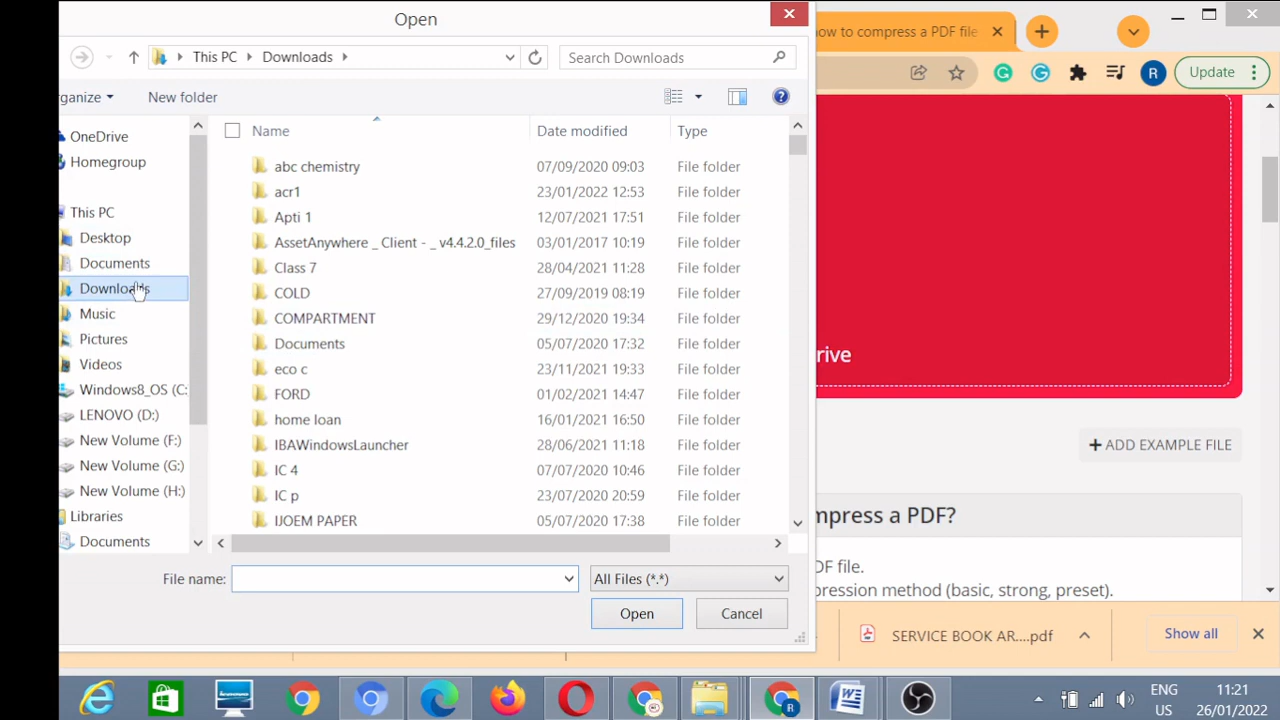 Open
how to compress a PDF file
This PC
Downloads
Search Downloads
Update
R
rganize
New folder
Name
Date modified
Type
OneDrive
Homegroup
This PC
Desktop
Documents
Downloads
Music
Pictures
Videos
Windows8_OS (C:
LENOVO (D:)
New Volume (F:)
New Volume (G:)
New Volume (H:)
Libraries
Documents
abc chemistry 07/09/2020 09:03 File folder
acr1 23/01/2022 12:53 File folder
Apti 1 12/07/2021 17:51 File folder
AssetAnywhere _ Client - _ v4.4.2.0_files 03/01/2017 10:19 File folder
Class 7 28/04/2021 11:28 File folder
COLD 27/09/2019 08:19 File folder
COMPARTMENT 29/12/2020 19:34 File folder
Documents 05/07/2020 17:32 File folder
eco c 23/11/2021 19:33 File folder
FORD 01/02/2021 14:47 File folder
home loan 16/01/2021 16:50 File folder
IBAWindowsLauncher 28/06/2021 11:18 File folder
IC 4 07/07/2020 10:46 File folder
IC p 23/07/2020 20:59 File folder
IJOEM PAPER 05/07/2020 17:38 File folder
File name:
All Files (*.*)
Open
Cancel
rive
+ ADD EXAMPLE FILE
mpress a PDF?
DF file.
pression method (basic, strong, preset).
SERVICE BOOK AR....pdf
Show all
ENG
US
11:21
26/01/2022